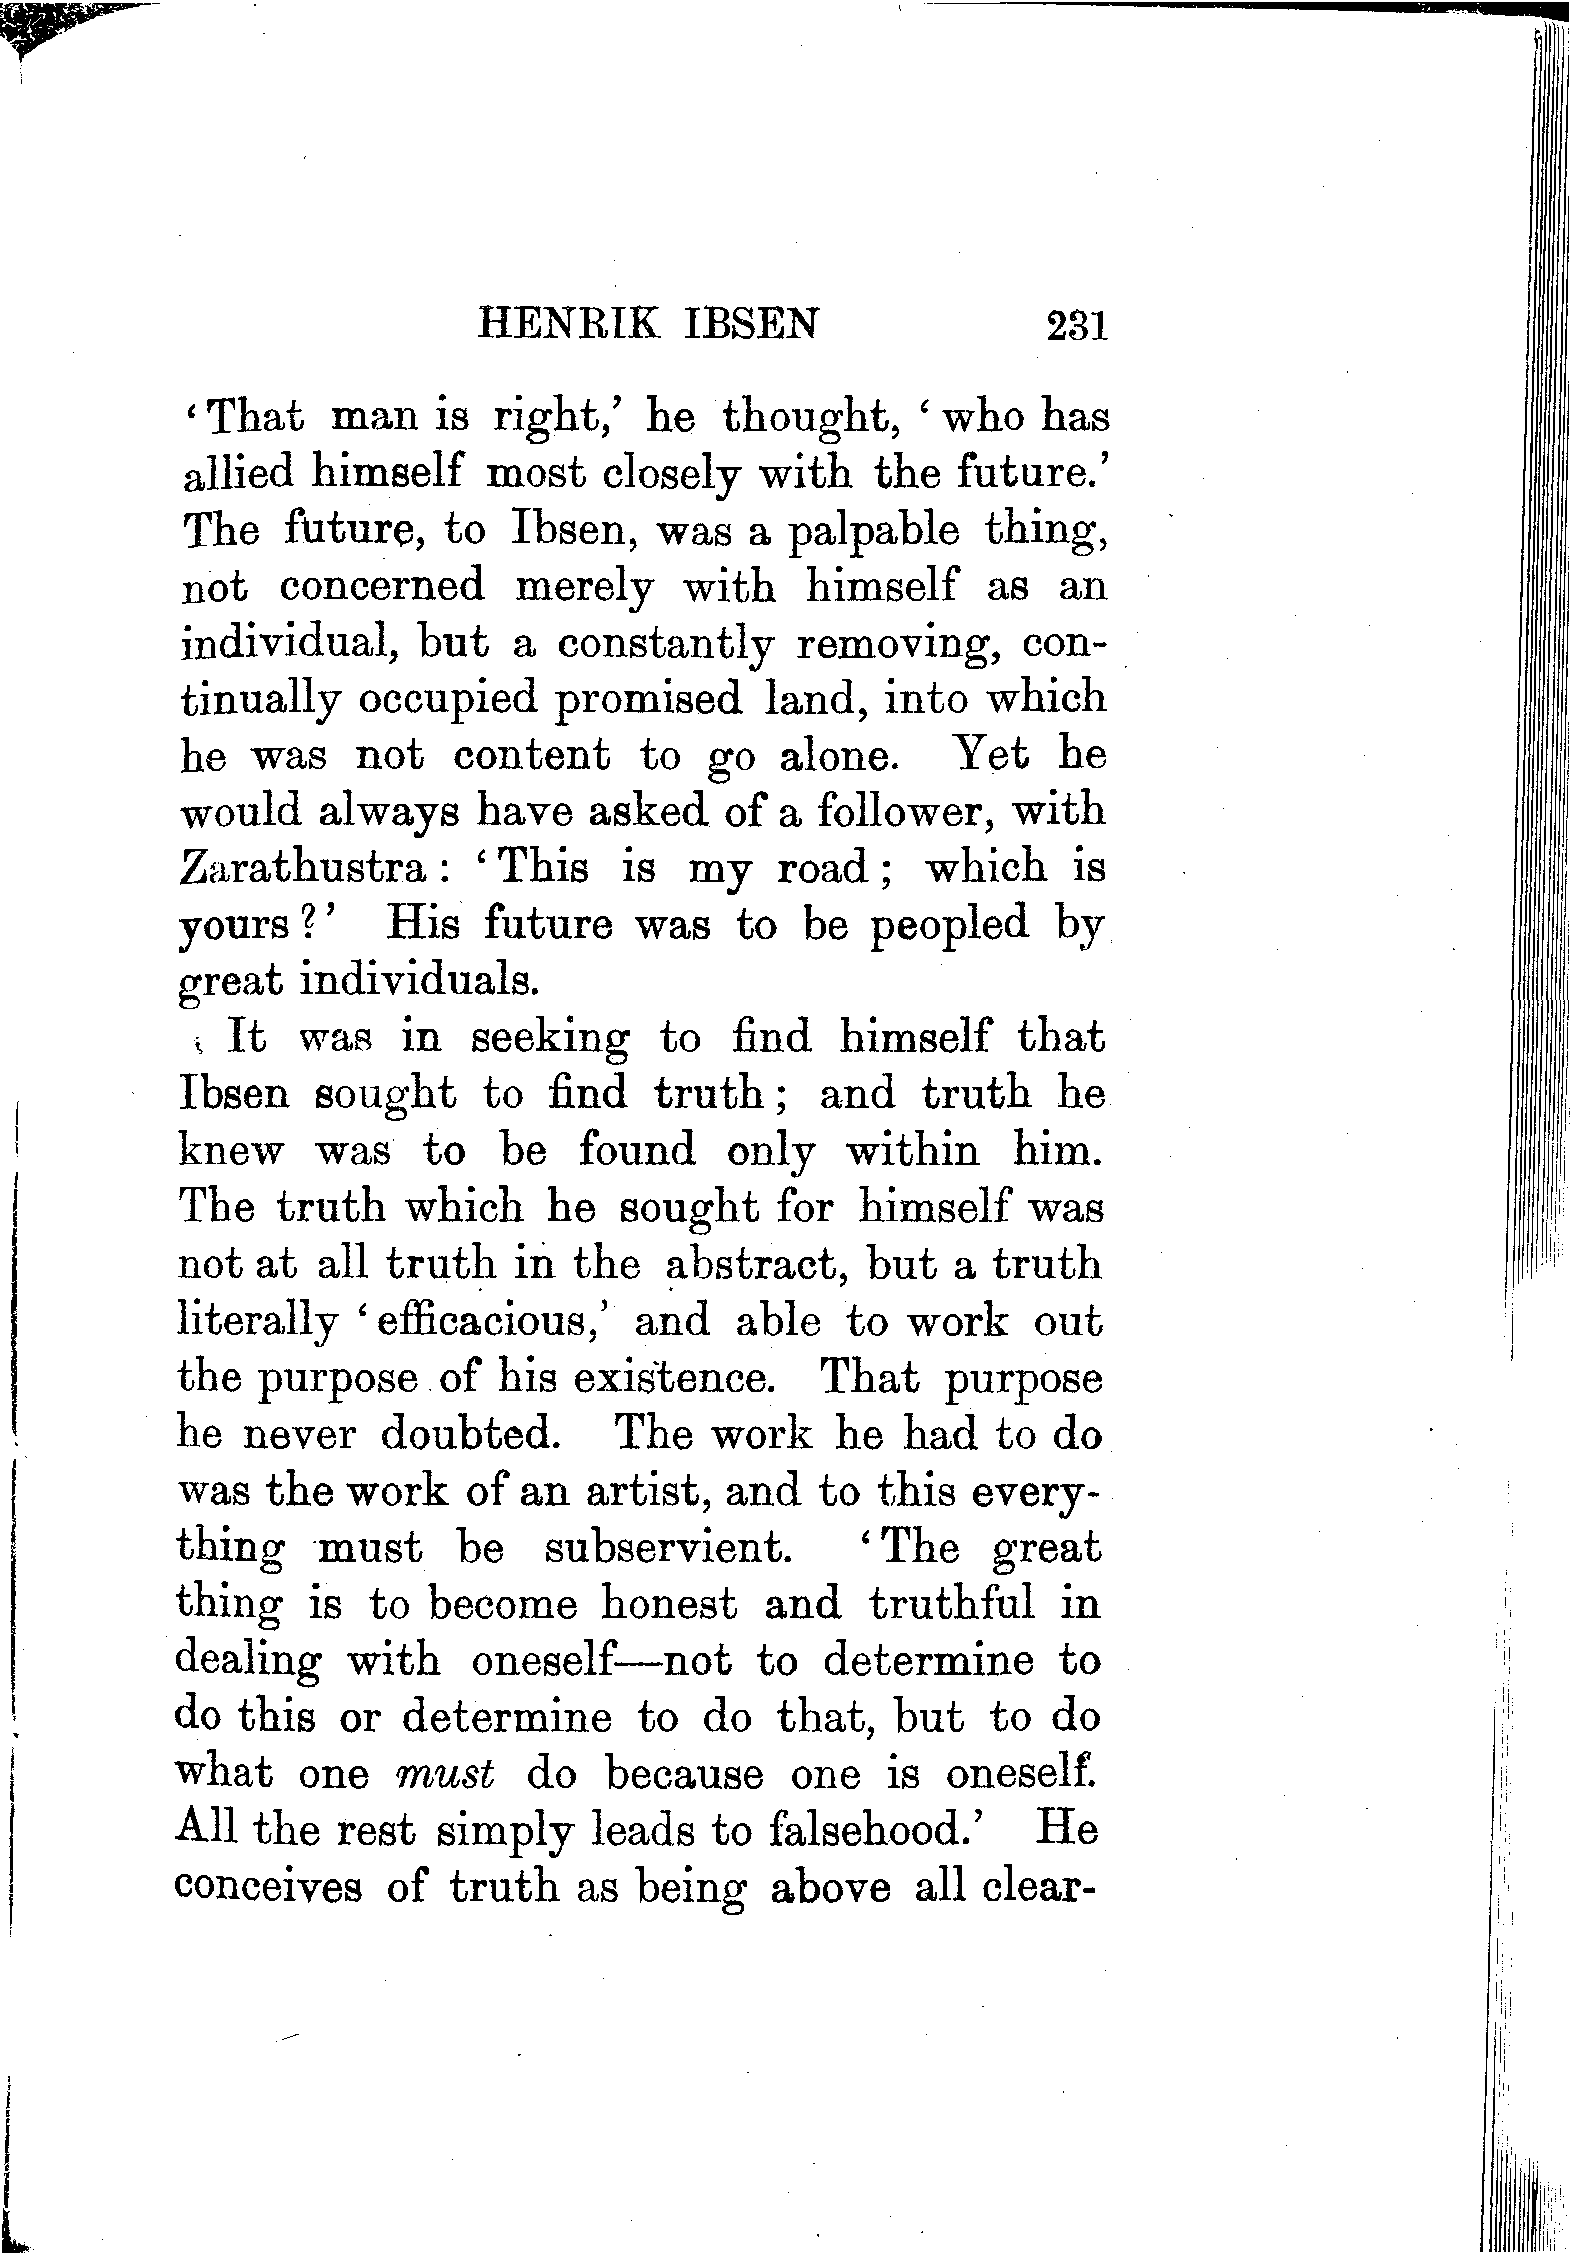 HENRIK IBSEN 231
‘That man is right,’ he thought, ‘who has
allied himself most closely with the future.’
The future, to Ibsen, was a palpable thing,
not concerned merely with himself as an
individual, but a constantly removing, con-
tinually occupied promised land, into which
he was not content to go alone. Yet he
would always have asked of a follower, with
Zarathustra: ‘This is my road; which is
yours?’ His future was to be peopled by
great individuals.
It was in seeking to find himself that
Ibsen sought to find truth; and truth he
knew was to be found only within him.
The truth which he sought for himself was
not at all truth in the abstract, but a truth
literally ‘efficacious,’ and able to work out
the purpose of his existence. That purpose
he never doubted. The work he had to do
was the work of an artist, and to this every-
thing must be subservient. ‘The great
thing is to become honest and truthful in
dealing with oneself—not to determine to
do this or determine to do that, but to do
what one must do because one is oneself.
All the rest simply leads to falsehood.’ He
conceives of truth as being above all clear-